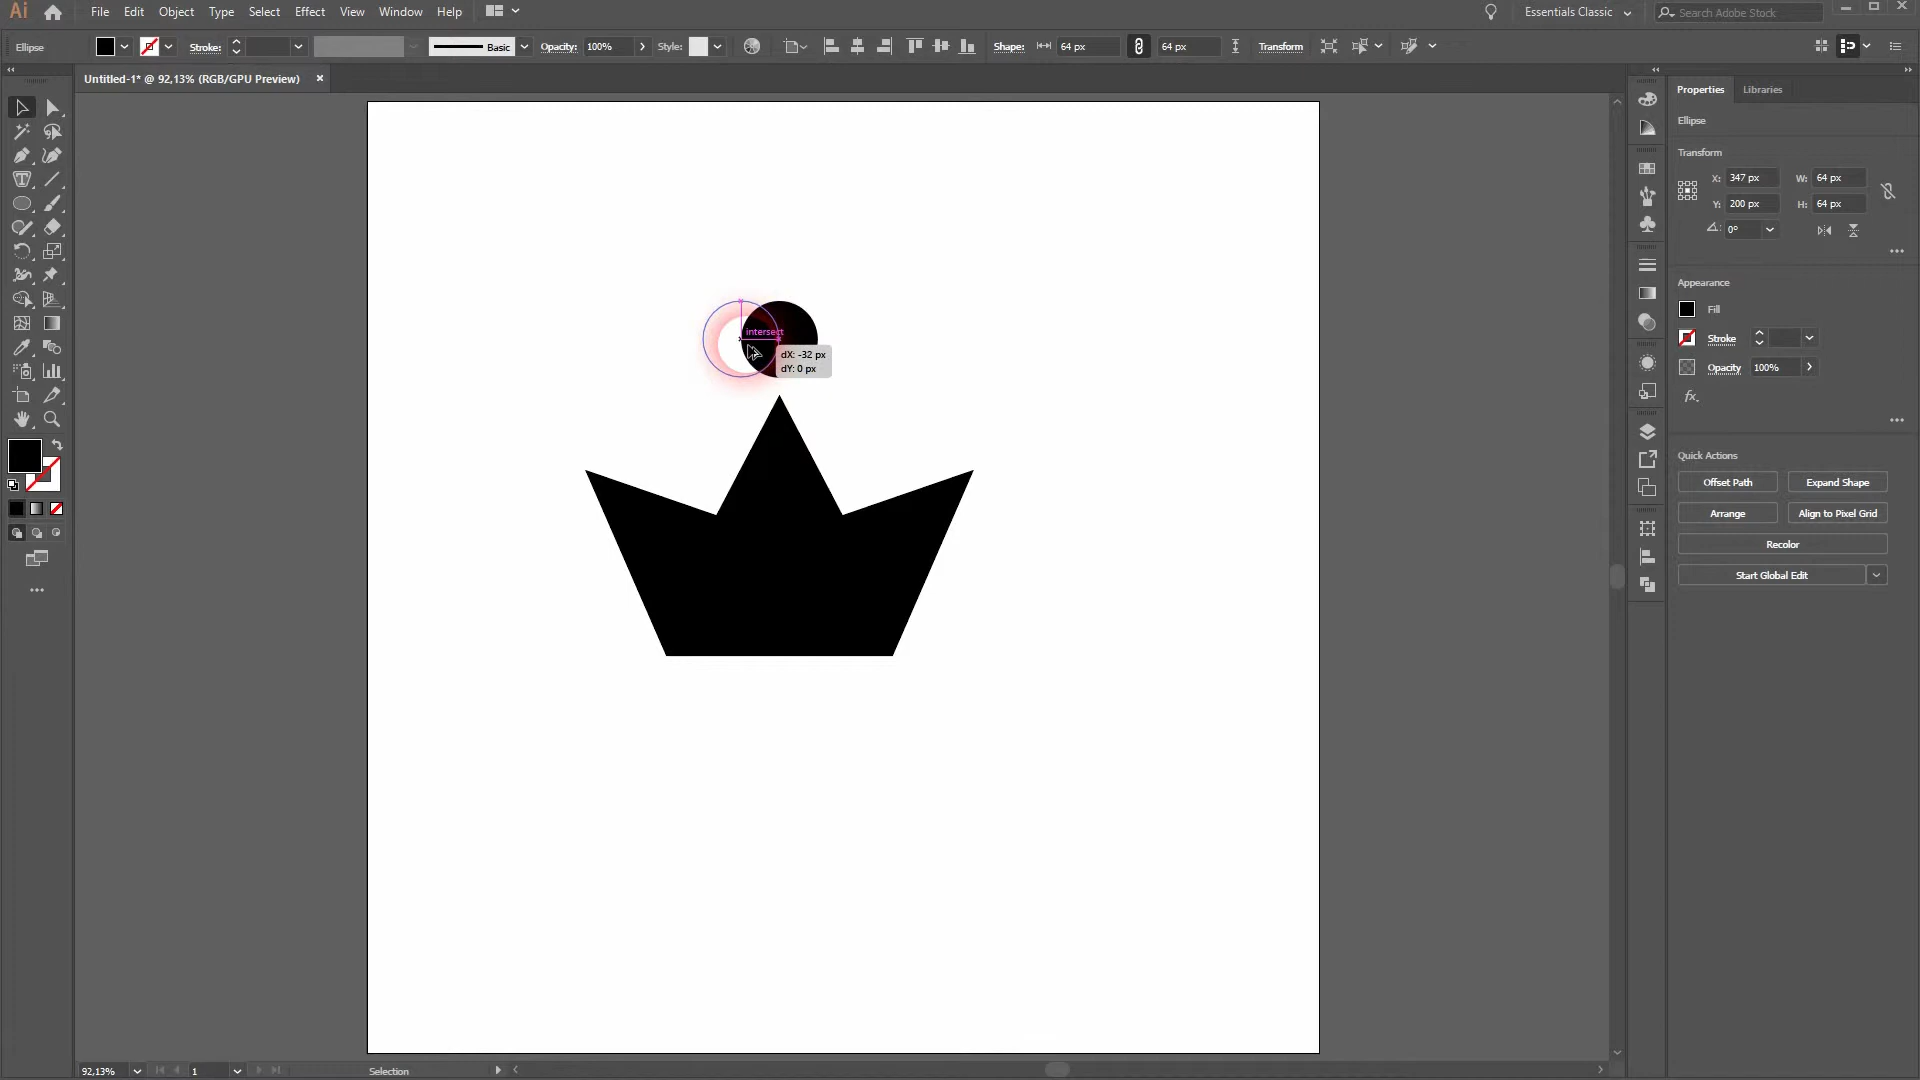 Ai File Edit Object Type Select Effect View Window Help Essentials Classic Search Adobe Stock
Ellipse Stroke: Basic Opacity: 100% Style: Shape: 64 px 64 px Transform
Untitled-1* @ 92,13% (RGB/GPU Preview) ×
Properties Libraries
Ellipse
Transform
X: 347 px W: 64 px
Y: 200 px H: 64 px
0°
Appearance
Fill
Stroke
Opacity 100%
fx.
Quick Actions
Offset Path Expand Shape
Arrange Align to Pixel Grid
Recolor
Start Global Edit
intersect
dX: -32 px
dY: 0 px
92,13% 1 Selection